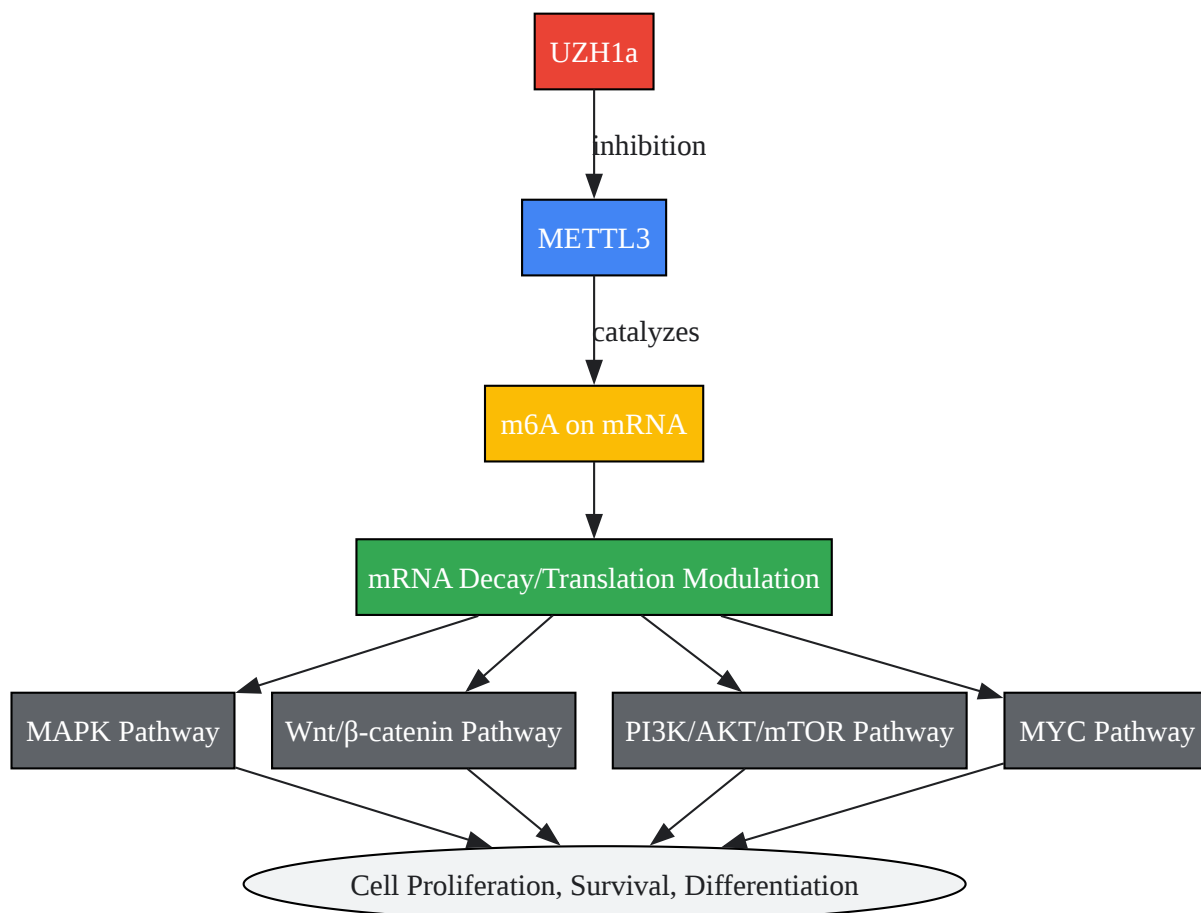 UZH1a
inhibition
METTL3
catalyzes
m6A on mRNA
mRNA Decay/Translation Modulation
MAPK Pathway
Wnt/β-catenin Pathway
PI3K/AKT/mTOR Pathway
MYC Pathway
Cell Proliferation, Survival, Differentiation